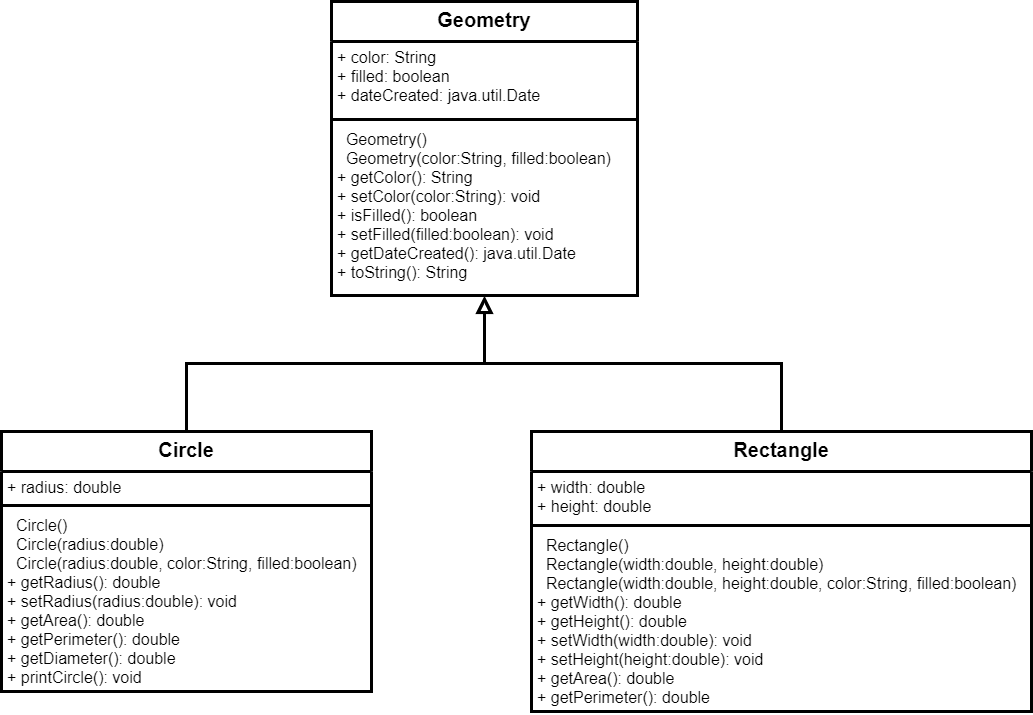 Geometry
+ color: String
+ filled: boolean
+ dateCreated: java.util.Date
Geometry()
Geometry(color:String, filled:boolean)
+ getColor(): String
+ setColor(color:String): void
+ isFilled(): boolean
+ setFilled(filled:boolean): void
+ getDateCreated(): java.util.Date
+ toString(): String
Circle
+ radius: double
Circle()
Circle(radius:double)
Circle(radius:double, color:String, filled:boolean)
+ getRadius(): double
+ setRadius(radius:double): void
+ getArea(): double
+ getPerimeter(): double
+ getDiameter(): double
+ printCircle(): void
Rectangle
+ width: double
+ height: double
Rectangle()
Rectangle(width:double, height:double)
Rectangle(width:double, height:double, color:String, filled:boolean)
+ getWidth(): double
+ getHeight(): double
+ setWidth(width:double): void
+ setHeight(height:double): void
+ getArea(): double
+ getPerimeter(): double